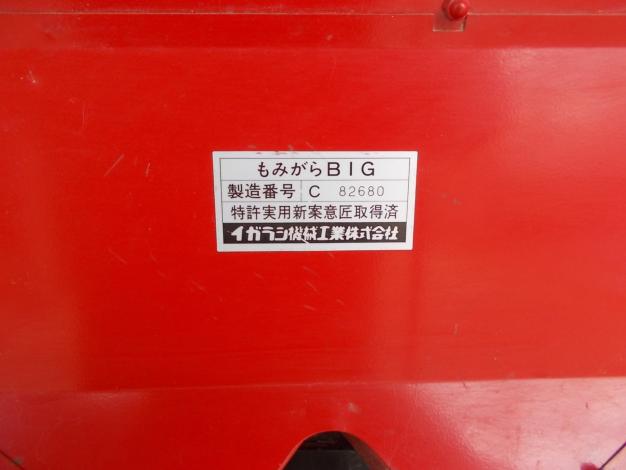 もみがらBIG
製造番号 C 82680
特許実用新案意匠取得済
イガラシ機械工業株式会社